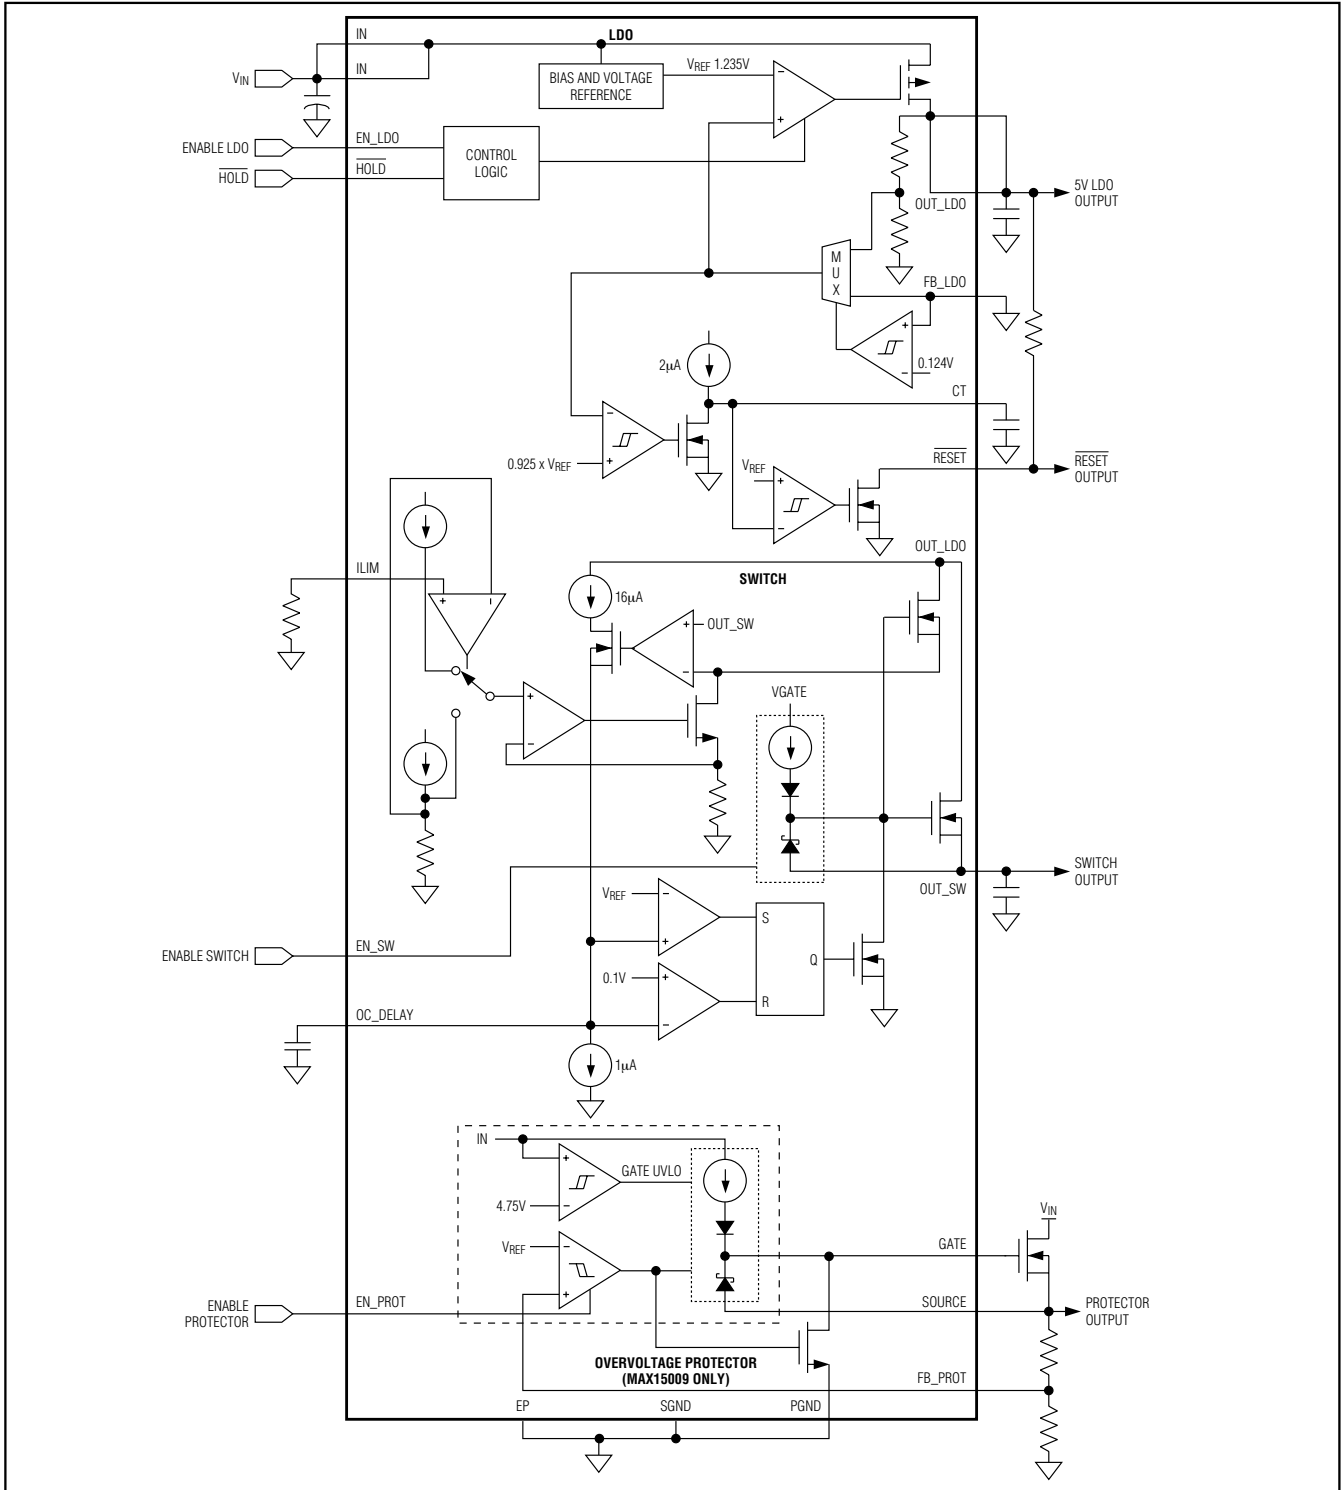 IN
LDO
IN
VIN
BIAS AND VOLTAGE
REFERENCE
VREF 1.235V
ENABLE LDO
EN_LDO
HOLD
HOLD
CONTROL
LOGIC
5V LDO
OUTPUT
OUT_LDO
M
U
X
FB_LDO
2µA
0.124V
CT
0.925 x VREF
VREF
RESET
RESET
OUTPUT
OUT_LDO
ILIM
SWITCH
16µA
OUT_SW
VGATE
SWITCH
OUTPUT
OUT_SW
VREF
S
ENABLE SWITCH
EN_SW
Q
0.1V
R
OC_DELAY
1µA
IN
GATE UVLO
4.75V
VIN
VREF
GATE
ENABLE
PROTECTOR
EN_PROT
SOURCE
PROTECTOR
OUTPUT
OVERVOLTAGE PROTECTOR
(MAX15009 ONLY)
FB_PROT
EP
SGND
PGND